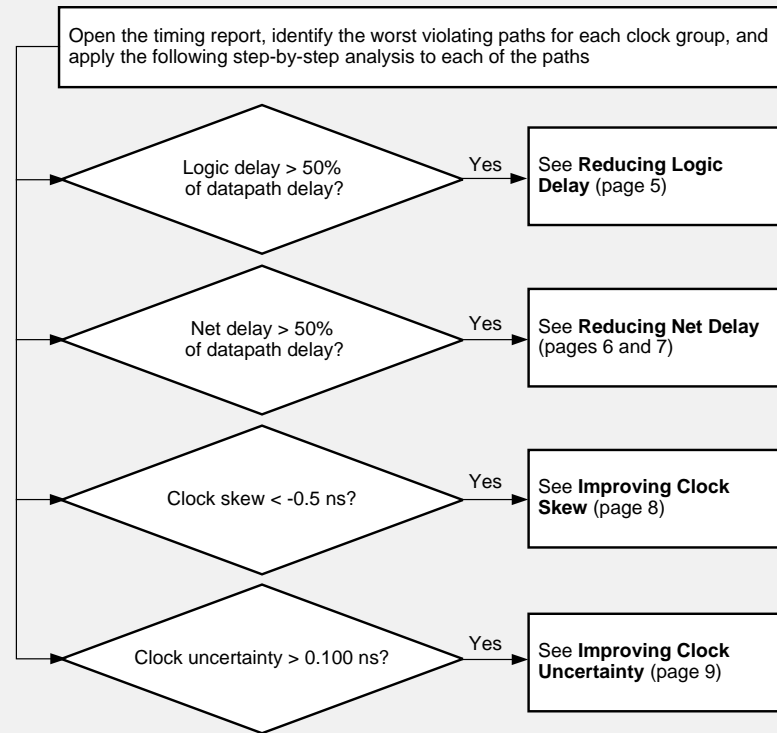 Open the timing report, identify the worst violating paths for each clock group, and
apply the following step-by-step analysis to each of the paths
Logic delay > 50%
of datapath delay?
Yes
See Reducing Logic
Delay (page 5)
Net delay > 50%
of datapath delay?
Yes
See Reducing Net Delay
(pages 6 and 7)
Clock skew < -0.5 ns?
Yes
See Improving Clock
Skew (page 8)
Clock uncertainty > 0.100 ns?
Yes
See Improving Clock
Uncertainty (page 9)